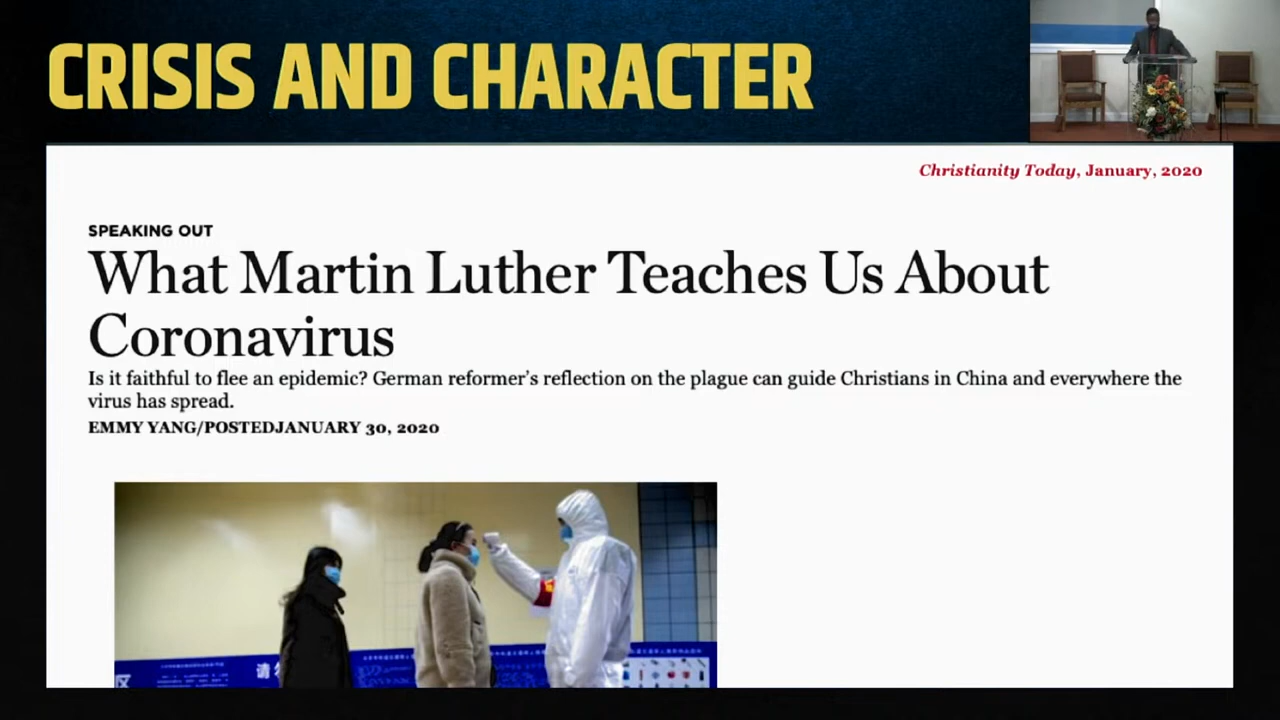 CRISIS AND CHARACTER
Christianity Today, January, 2020
SPEAKING OUT
What Martin Luther Teaches Us About
Coronavirus
Is it faithful to flee an epidemic? German reformer's reflection on the plague can guide Christians in China and everywhere the
virus has spread.
EMMY YANG/POSTEDJANUARY 30, 2020
请